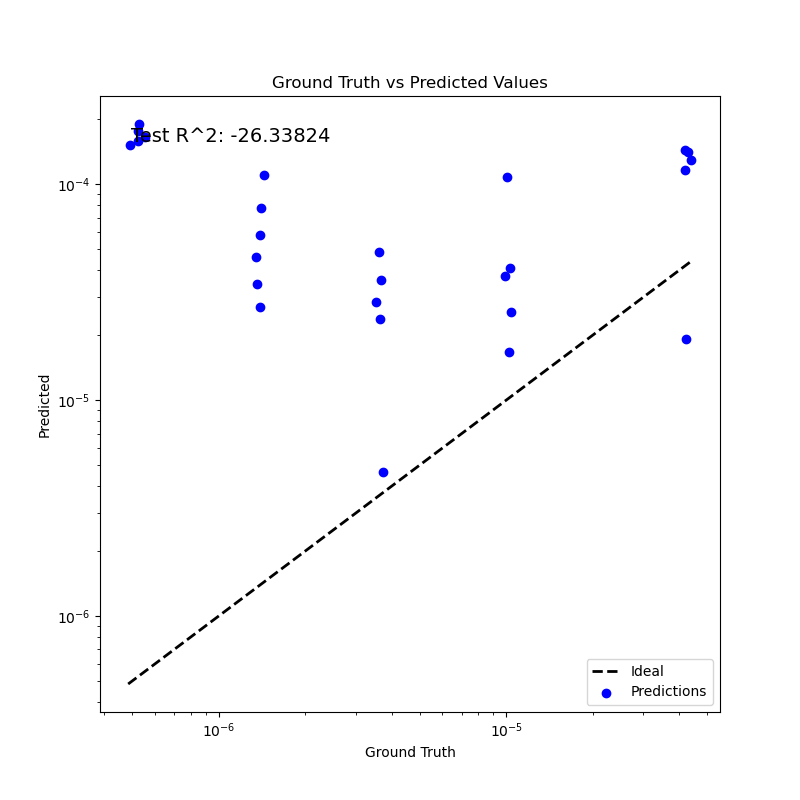 Ground Truth vs Predicted Values
Test R^2: -26.33824
10⁻⁴
10⁻⁵
10⁻⁶
Predicted
10⁻⁶
10⁻⁵
Ground Truth
Ideal
Predictions